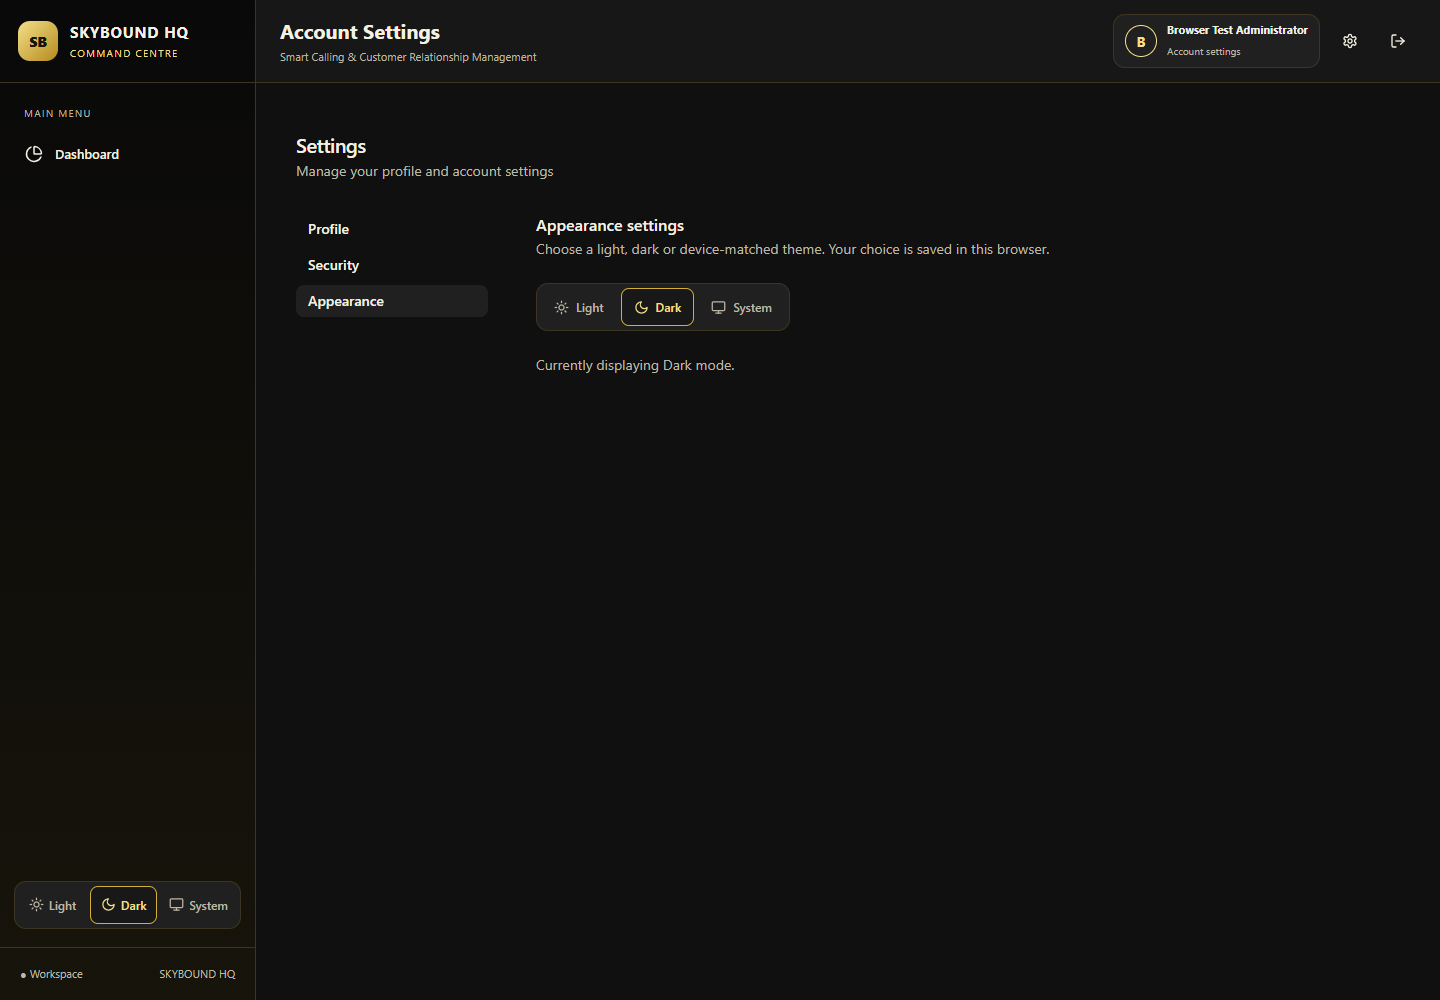 SB
SKYBOUND HQ
COMMAND CENTRE
Account Settings
Smart Calling & Customer Relationship Management
B
Browser Test Administrator
Account settings
MAIN MENU
Dashboard
Settings
Manage your profile and account settings
Profile
Security
Appearance
Appearance settings
Choose a light, dark or device-matched theme. Your choice is saved in this browser.
Light
Dark
System
Currently displaying Dark mode.
Light
Dark
System
Workspace
SKYBOUND HQ